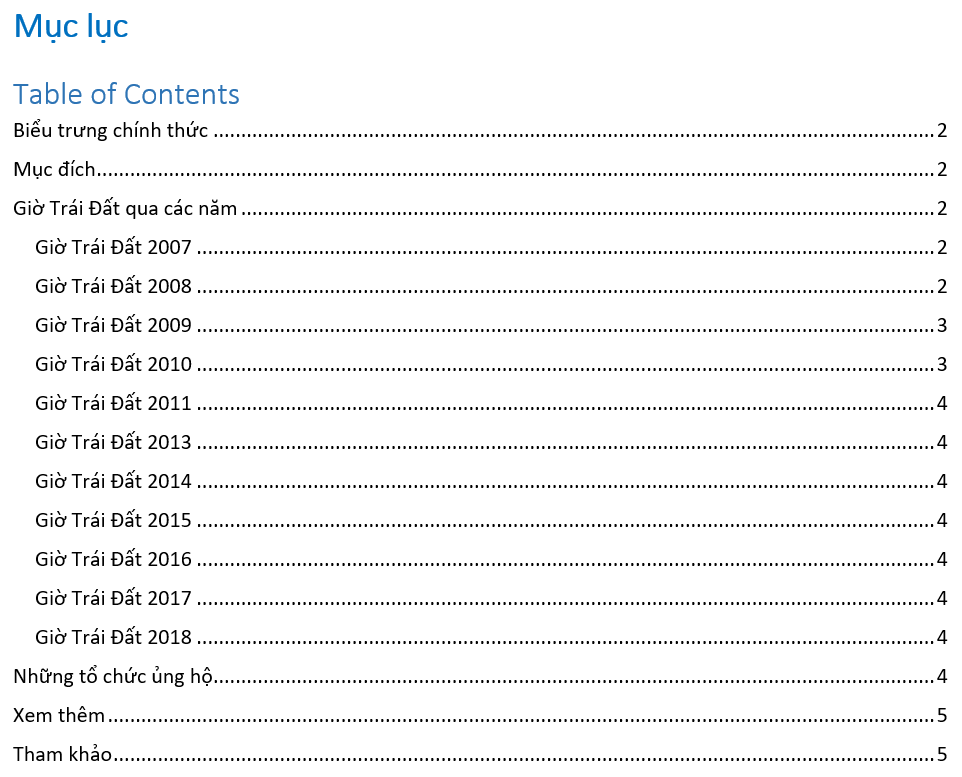 Mục lục
Table of Contents
Biểu trưng chính thức ........ 2
Mục đích ........ 2
Giờ Trái Đất qua các năm ........ 2
Giờ Trái Đất 2007 ........ 2
Giờ Trái Đất 2008 ........ 2
Giờ Trái Đất 2009 ........ 3
Giờ Trái Đất 2010 ........ 3
Giờ Trái Đất 2011 ........ 4
Giờ Trái Đất 2013 ........ 4
Giờ Trái Đất 2014 ........ 4
Giờ Trái Đất 2015 ........ 4
Giờ Trái Đất 2016 ........ 4
Giờ Trái Đất 2017 ........ 4
Giờ Trái Đất 2018 ........ 4
Những tổ chức ủng hộ ........ 4
Xem thêm ........ 5
Tham khảo ........ 5